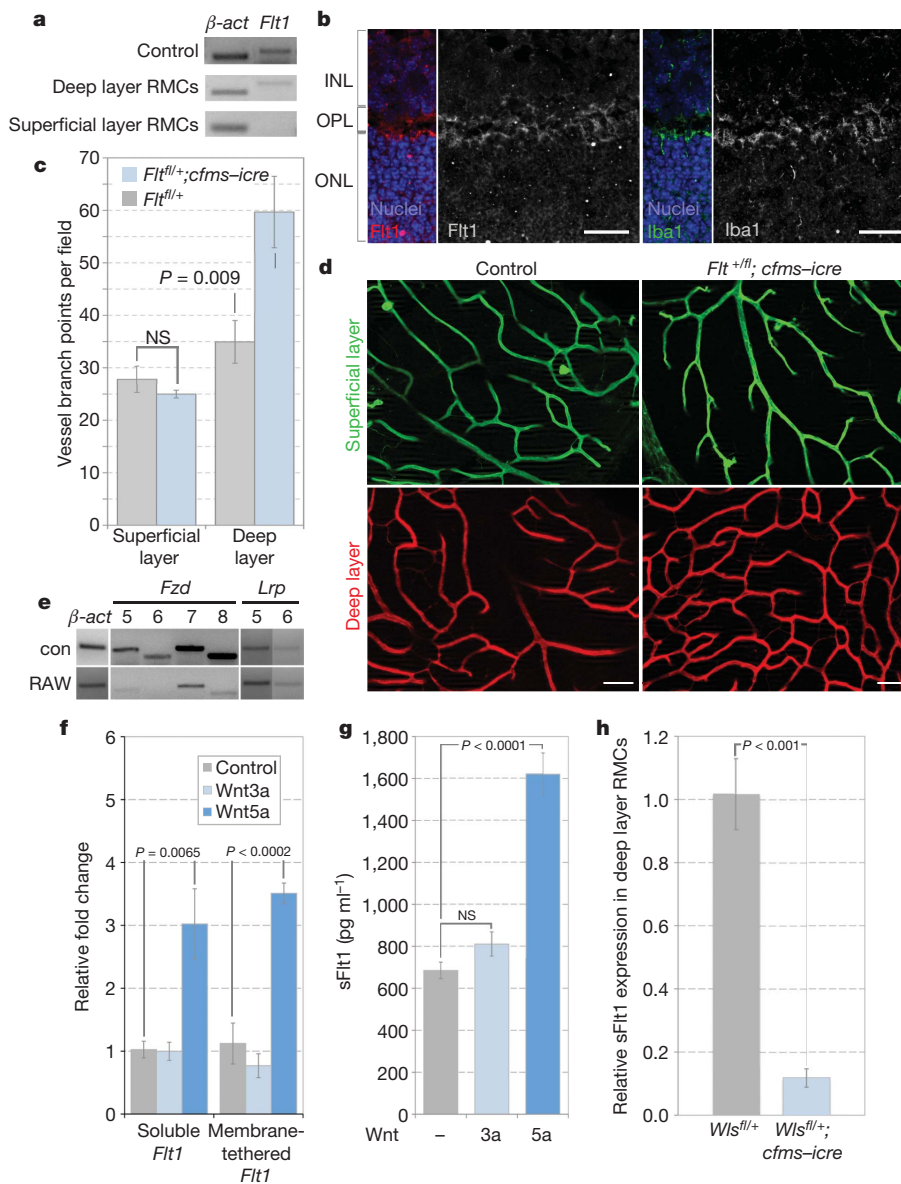 a
β-act Flt1
Control
Deep layer RMCs
Superficial layer RMCs
b
INL
OPL
ONL
Nuclei
Flt1
Flt1
Nuclei
Iba1
Iba1
c
Vessel branch points per field
70
60
50
40
30
20
10
0
Flt^fl/+;cfms–icre
Flt^fl/+
P = 0.009
NS
Superficial layer
Deep layer
d
Control
Flt^+/fl; cfms–icre
Superficial layer
Deep layer
e
Fzd Lrp
β-act 5 6 7 8 5 6
con
RAW
f
Relative fold change
6
5
4
3
2
1
0
Control
Wnt3a
Wnt5a
P = 0.0065
P < 0.0002
Soluble Flt1
Membrane-tethered Flt1
g
sFlt1 (pg ml⁻¹)
1,800
1,600
1,400
1,200
1,000
800
600
400
200
0
P < 0.0001
NS
Wnt – 3a 5a
h
Relative sFlt1 expression in deep layer RMCs
1.2
1.0
0.8
0.6
0.4
0.2
0.0
P < 0.001
Wls^fl/+
Wls^fl/+; cfms–icre